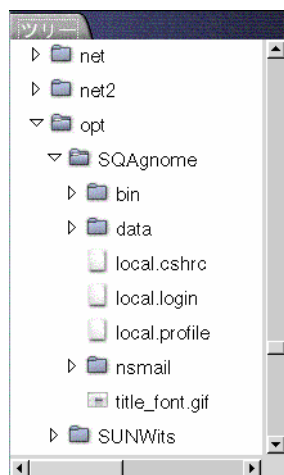 ツリー
net
net2
opt
SQAgnome
bin
data
local.cshrc
local.login
local.profile
nsmail
title_font.gif
SUNWits